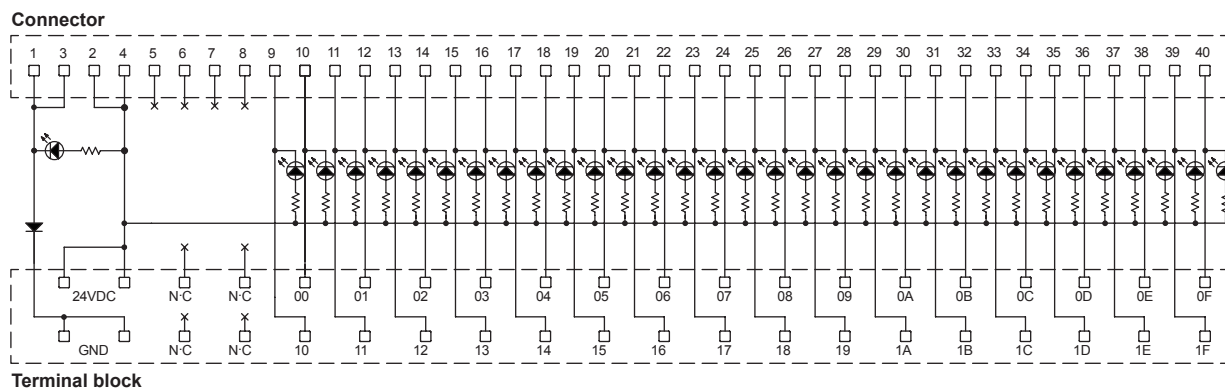 Connector
1 3 2 4 5 6 7 8 9 10 11 12 13 14 15 16 17 18 19 20 21 22 23 24 25 26 27 28 29 30 31 32 33 34 35 36 37 38 39 40
24VDC N·C N·C 00 01 02 03 04 05 06 07 08 09 0A 0B 0C 0D 0E 0F
GND N·C N·C 10 11 12 13 14 15 16 17 18 19 1A 1B 1C 1D 1E 1F
Terminal block